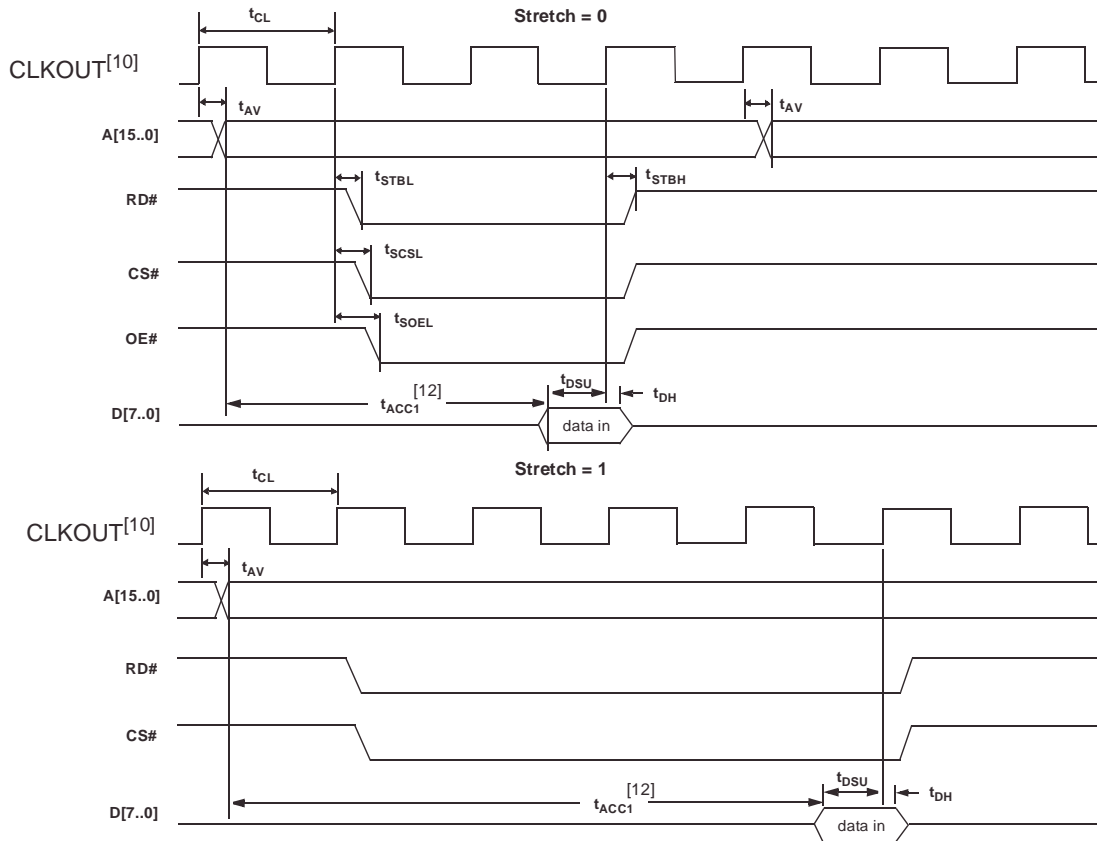 Stretch = 0
tCL
CLKOUT[10]
tAV
tAV
A[15..0]
tSTBL
tSTBH
RD#
tSCSL
CS#
tSOEL
OE#
[12]
tACC1
tDSU
tDH
D[7..0]
data in
Stretch = 1
tCL
CLKOUT[10]
tAV
A[15..0]
RD#
CS#
[12]
tACC1
tDSU
tDH
D[7..0]
data in